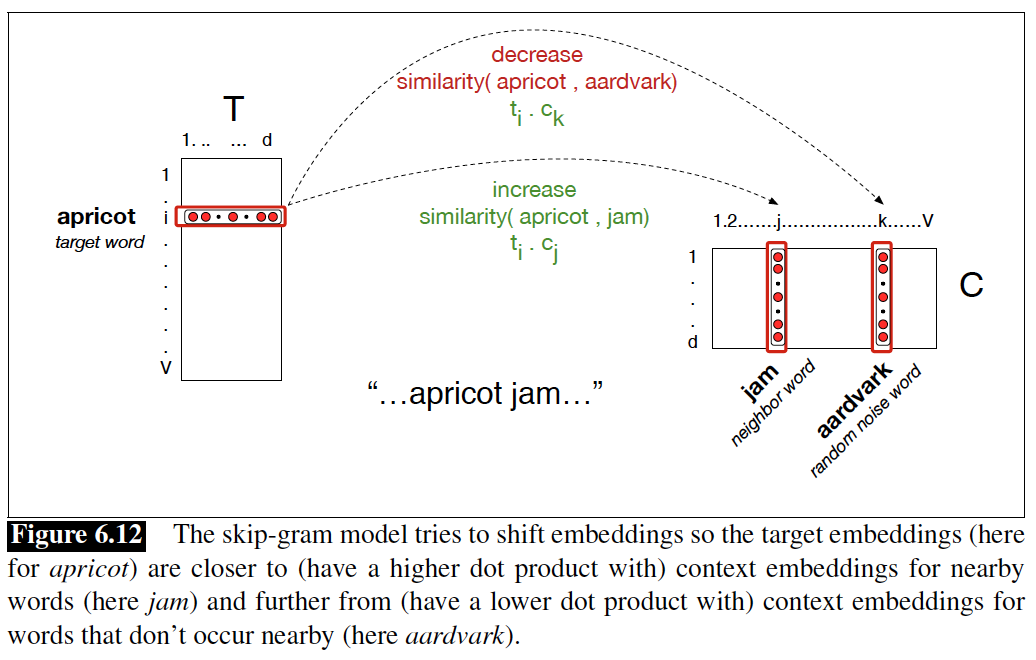 decrease
similarity( apricot , aardvark)
ti . ck
T
1. .. ... d
1
.
i
.
.
.
.
.
.
V
apricot
target word
increase
similarity( apricot , jam)
ti . cj
1.2.......j...................k......V
1
.
.
.
d
C
jam
neighbor word
aardvark
random noise word
“...apricot jam...”
Figure 6.12 The skip-gram model tries to shift embeddings so the target embeddings (here
for apricot) are closer to (have a higher dot product with) context embeddings for nearby
words (here jam) and further from (have a lower dot product with) context embeddings for
words that don’t occur nearby (here aardvark).